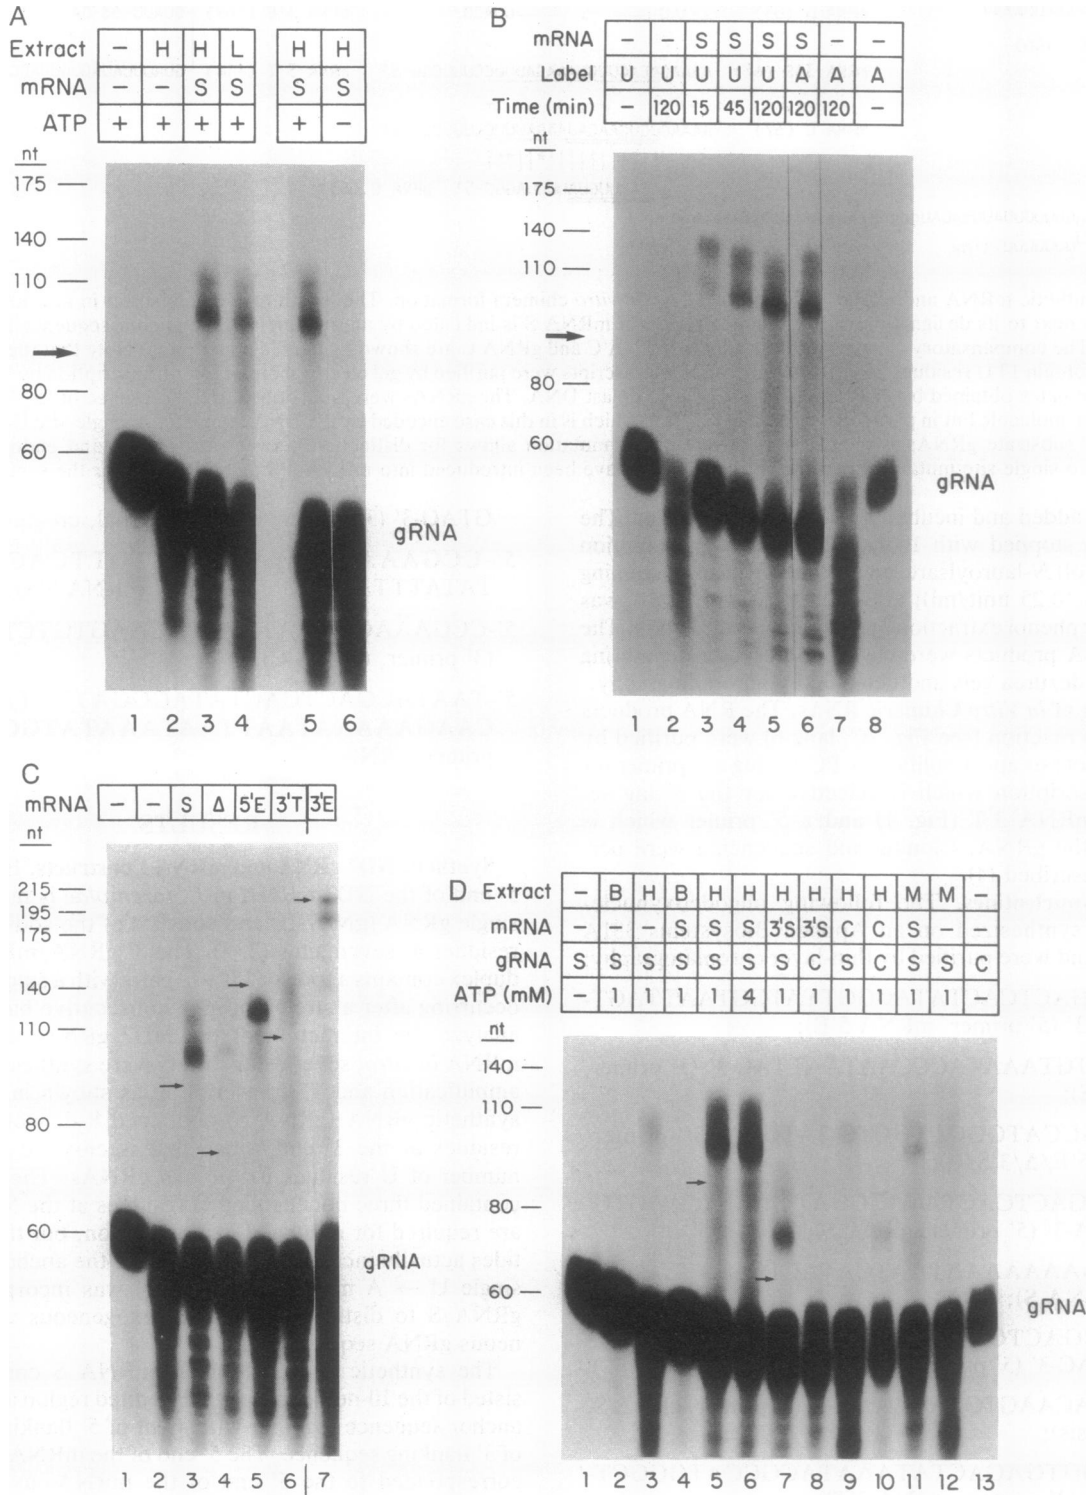 A
Extract – H H L H H
mRNA – – S S S S
ATP + + + + + –
nt
175
140
110
80
60
gRNA
1 2 3 4 5 6
B
mRNA – – S S S S – –
Label U U U U U A A A
Time (min) – 120 15 45 120 120 120 –
nt
175
140
110
80
60
gRNA
1 2 3 4 5 6 7 8
C
mRNA – – S Δ 5'E 3'T 3'E
nt
215
195
175
140
110
80
60
gRNA
1 2 3 4 5 6 7
D
Extract – B H B H H H H H H M M –
mRNA – – – S S S 3'S 3'S C C S – –
gRNA S S S S S S S C S C S S C
ATP (mM) – 1 1 1 1 4 1 1 1 1 1 1 –
nt
140
110
80
60
gRNA
1 2 3 4 5 6 7 8 9 10 11 12 13